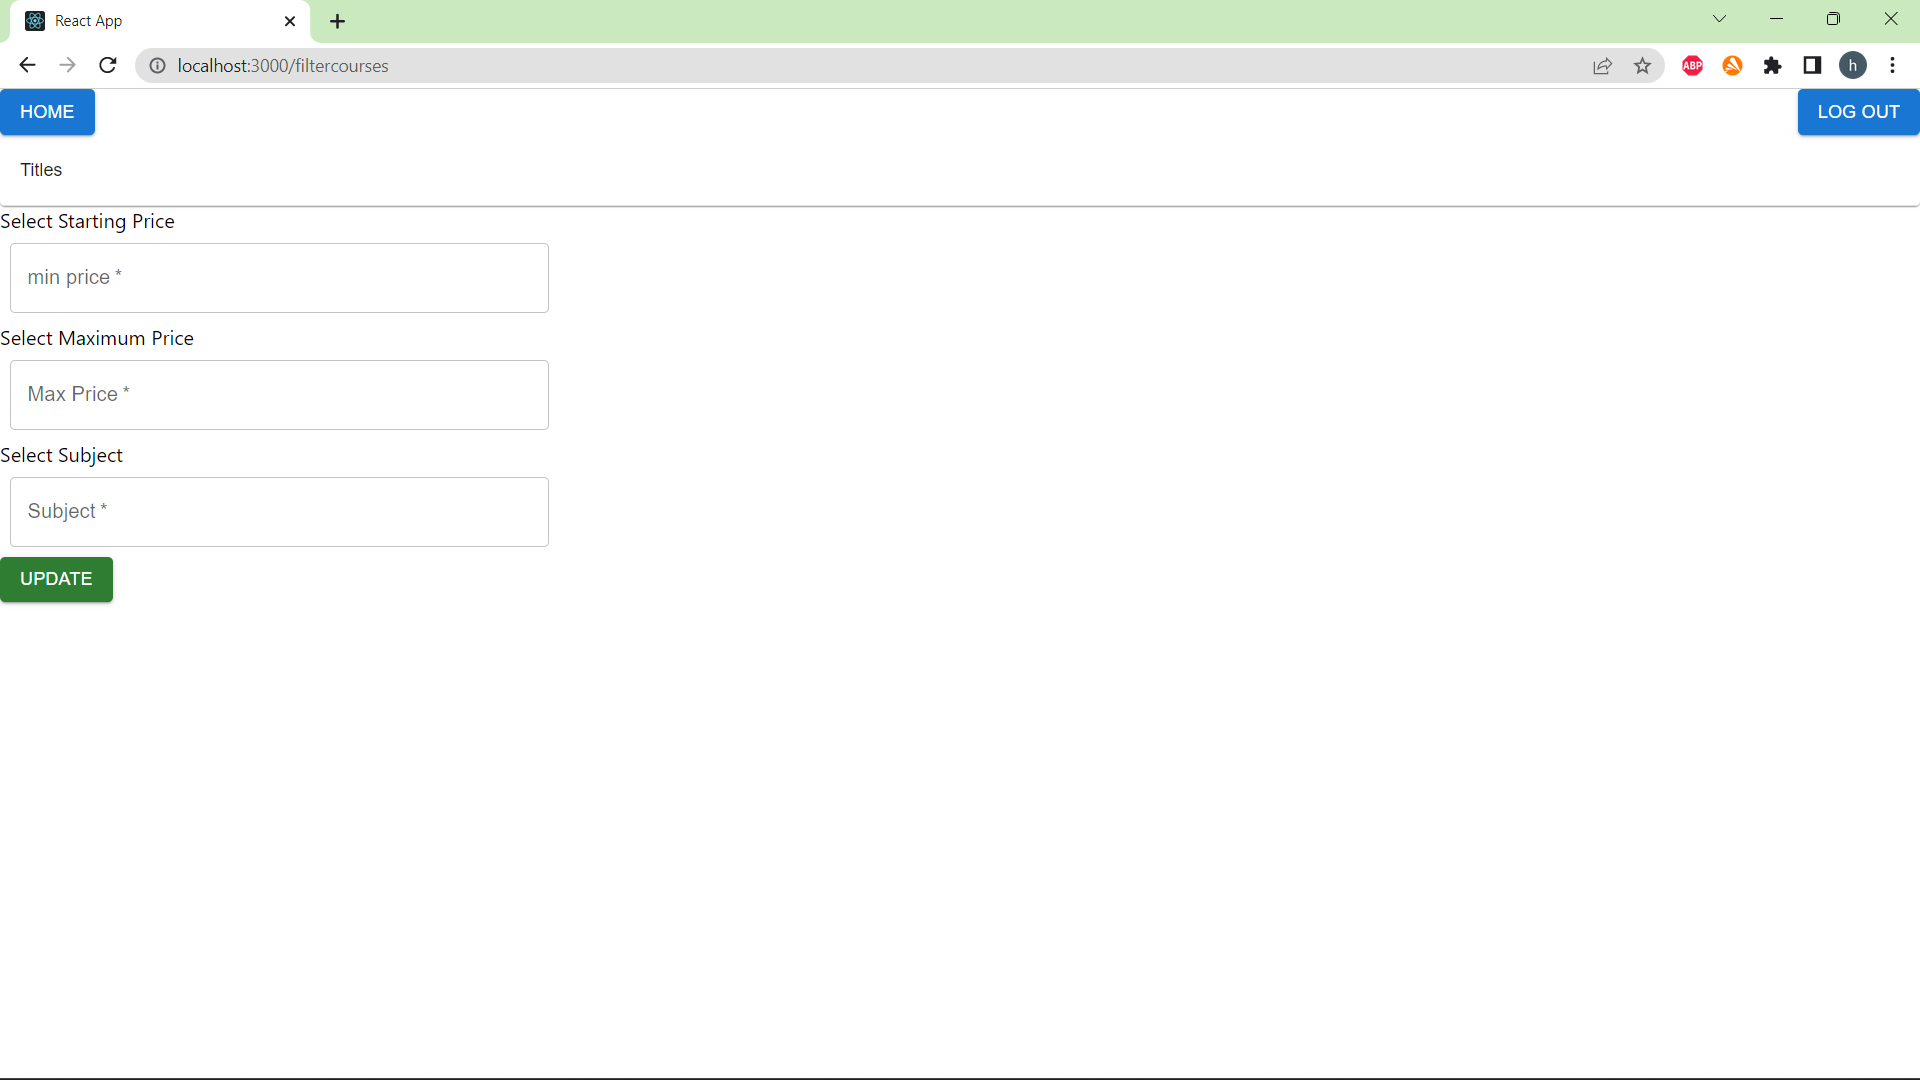 React App
localhost:3000/filtercourses
ABP
h
HOME
LOG OUT
Titles
Select Starting Price
min price *
Select Maximum Price
Max Price *
Select Subject
Subject *
UPDATE